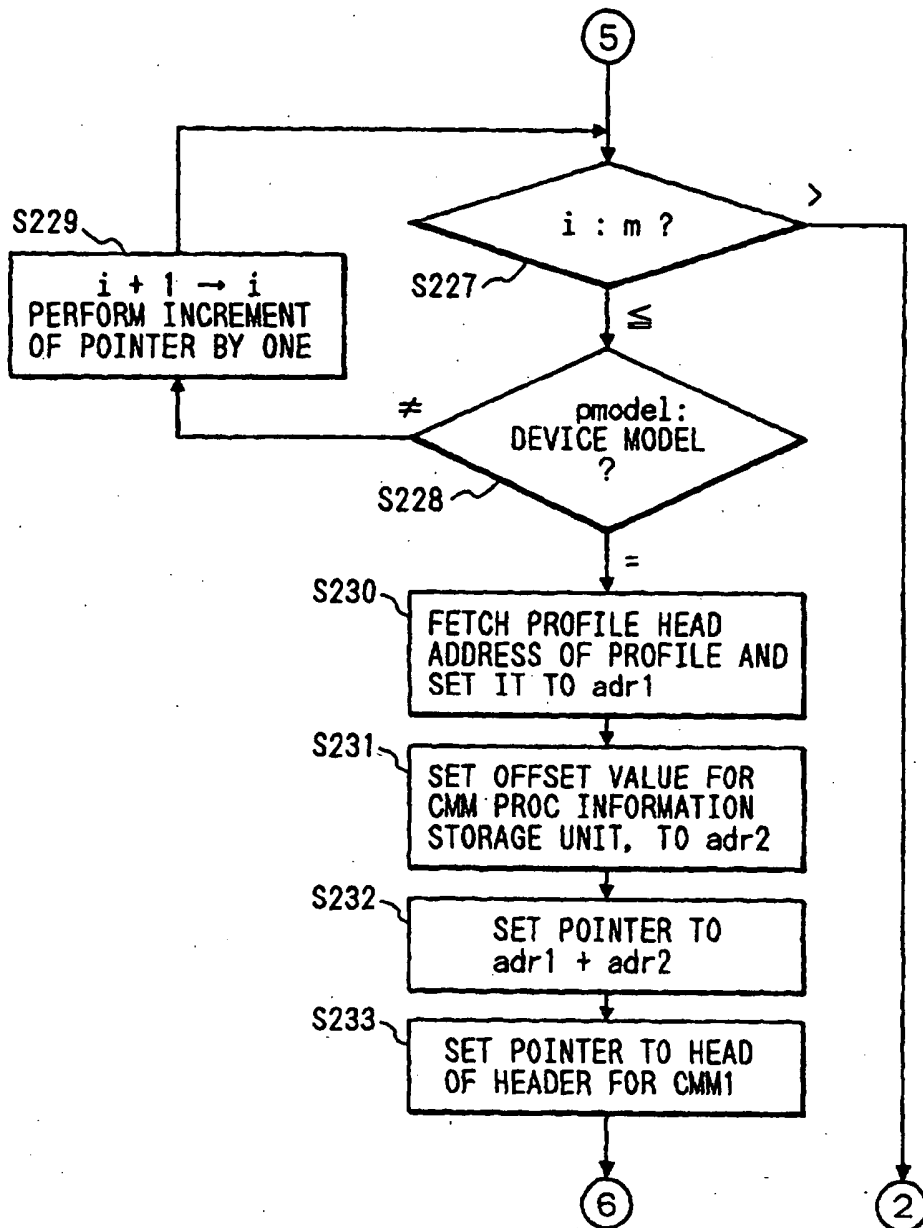 5
i : m ?
>
S227
≦
S229
i + 1 → i
PERFORM INCREMENT
OF POINTER BY ONE
≠
pmodel:
DEVICE MODEL
?
S228
=
S230
FETCH PROFILE HEAD
ADDRESS OF PROFILE AND
SET IT TO adr1
S231
SET OFFSET VALUE FOR
CMM PROC INFORMATION
STORAGE UNIT, TO adr2
S232
SET POINTER TO
adr1 + adr2
S233
SET POINTER TO HEAD
OF HEADER FOR CMM1
6
2